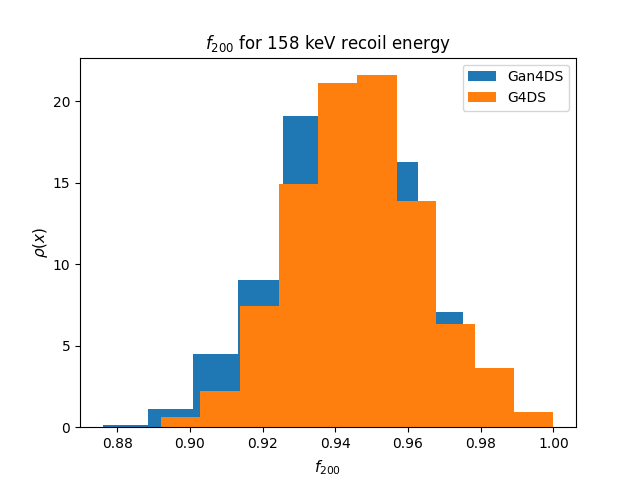 f₂₀₀ for 158 keV recoil energy
Gan4DS
G4DS
20
15
10
5
0
ρ(x)
0.88 0.90 0.92 0.94 0.96 0.98 1.00
f₂₀₀